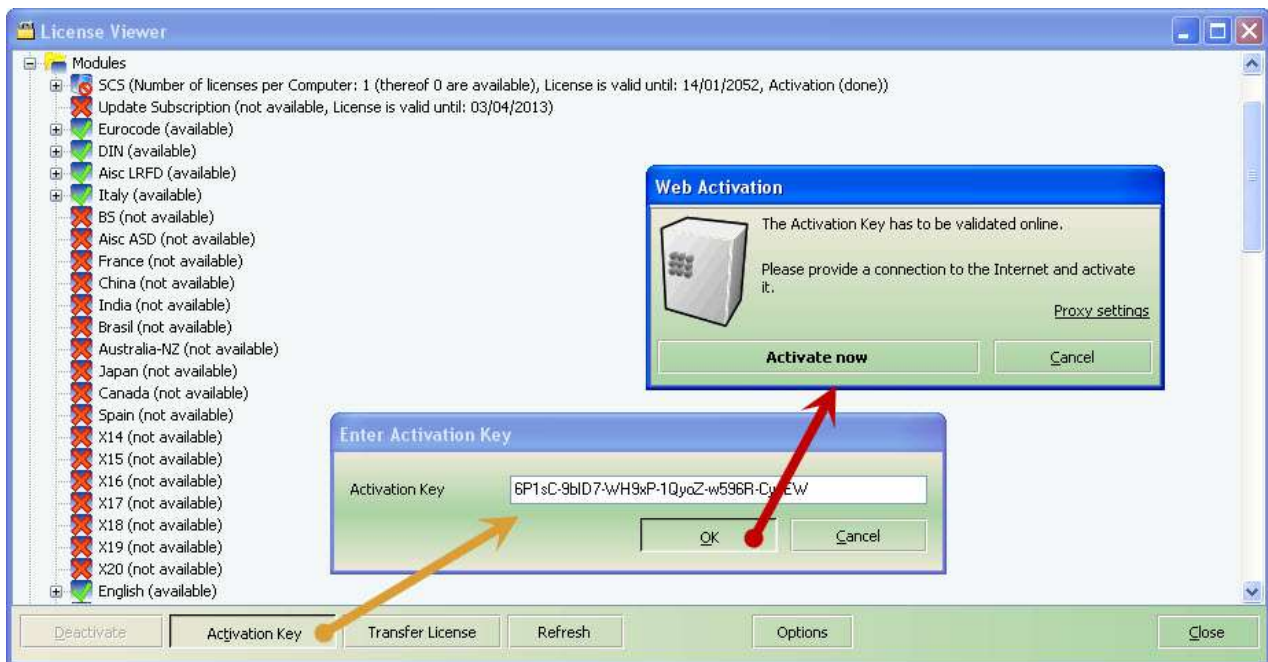 License Viewer
Modules
SCS (Number of licenses per Computer: 1 (thereof 0 are available), License is valid until: 14/01/2052, Activation (done))
Update Subscription (not available, License is valid until: 03/04/2013)
Eurocode (available)
DIN (available)
Aisc LRFD (available)
Italy (available)
BS (not available)
Aisc ASD (not available)
France (not available)
China (not available)
India (not available)
Brasil (not available)
Australia-NZ (not available)
Japan (not available)
Canada (not available)
Spain (not available)
X14 (not available)
X15 (not available)
X16 (not available)
X17 (not available)
X18 (not available)
X19 (not available)
X20 (not available)
English (available)
Web Activation
The Activation Key has to be validated online.
Please provide a connection to the Internet and activate
it.
Proxy settings
Activate now Cancel
Enter Activation Key
Activation Key
OK Cancel
Deactivate Activation Key Transfer License Refresh Options Close